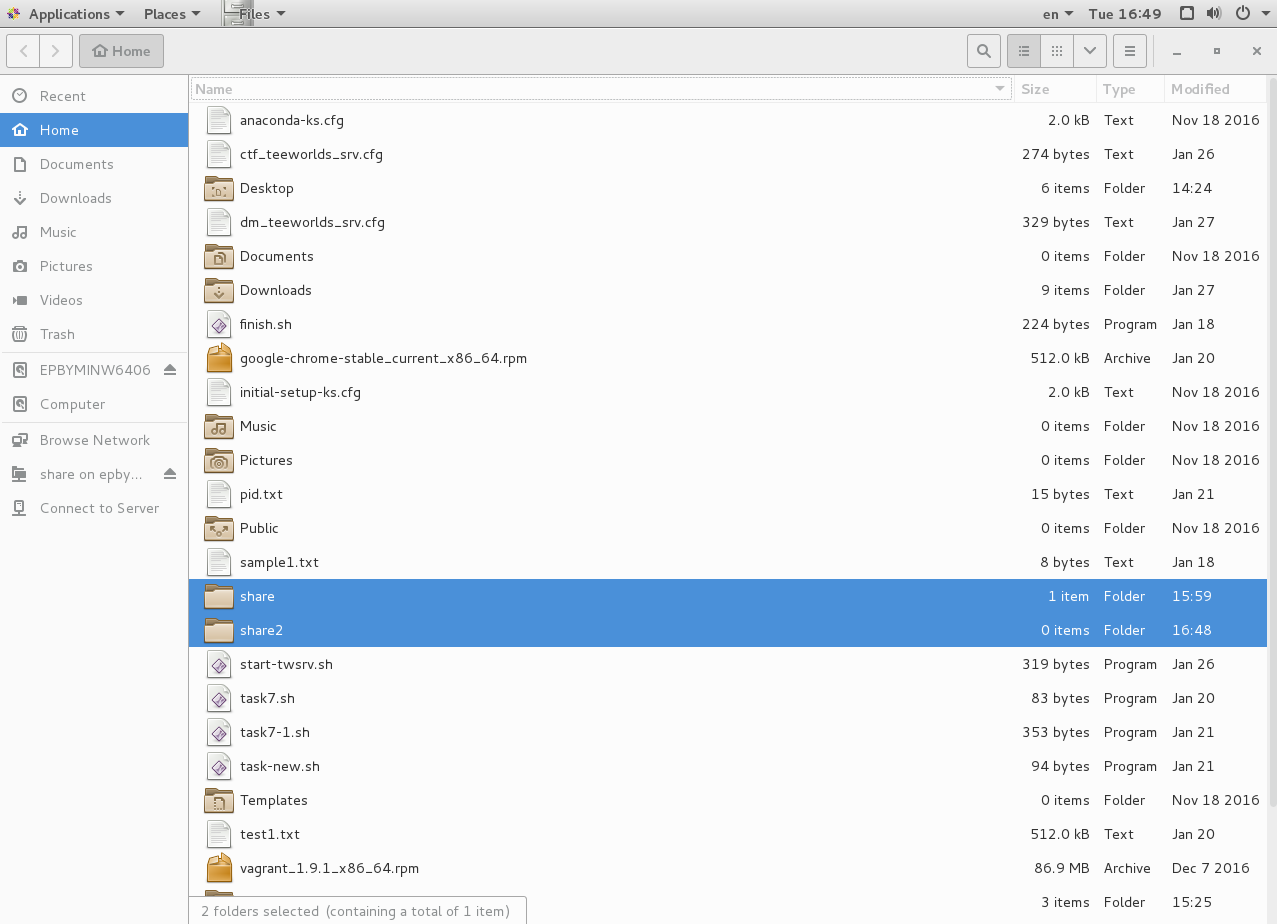 Applications Places Files en Tue 16:49
Home
Recent
Home
Documents
Downloads
Music
Pictures
Videos
Trash
EPBYMINW6406
Computer
Browse Network
share on epby...
Connect to Server
Name Size Type Modified
anaconda-ks.cfg 2.0 kB Text Nov 18 2016
ctf_teeworlds_srv.cfg 274 bytes Text Jan 26
Desktop 6 items Folder 14:24
dm_teeworlds_srv.cfg 329 bytes Text Jan 27
Documents 0 items Folder Nov 18 2016
Downloads 9 items Folder Jan 27
finish.sh 224 bytes Program Jan 18
google-chrome-stable_current_x86_64.rpm 512.0 kB Archive Jan 20
initial-setup-ks.cfg 2.0 kB Text Nov 18 2016
Music 0 items Folder Nov 18 2016
Pictures 0 items Folder Nov 18 2016
pid.txt 15 bytes Text Jan 21
Public 0 items Folder Nov 18 2016
sample1.txt 8 bytes Text Jan 18
share 1 item Folder 15:59
share2 0 items Folder 16:48
start-twsrv.sh 319 bytes Program Jan 26
task7.sh 83 bytes Program Jan 20
task7-1.sh 353 bytes Program Jan 21
task-new.sh 94 bytes Program Jan 21
Templates 0 items Folder Nov 18 2016
test1.txt 512.0 kB Text Jan 20
vagrant_1.9.1_x86_64.rpm 86.9 MB Archive Dec 7 2016
3 items Folder 15:25
2 folders selected (containing a total of 1 item)